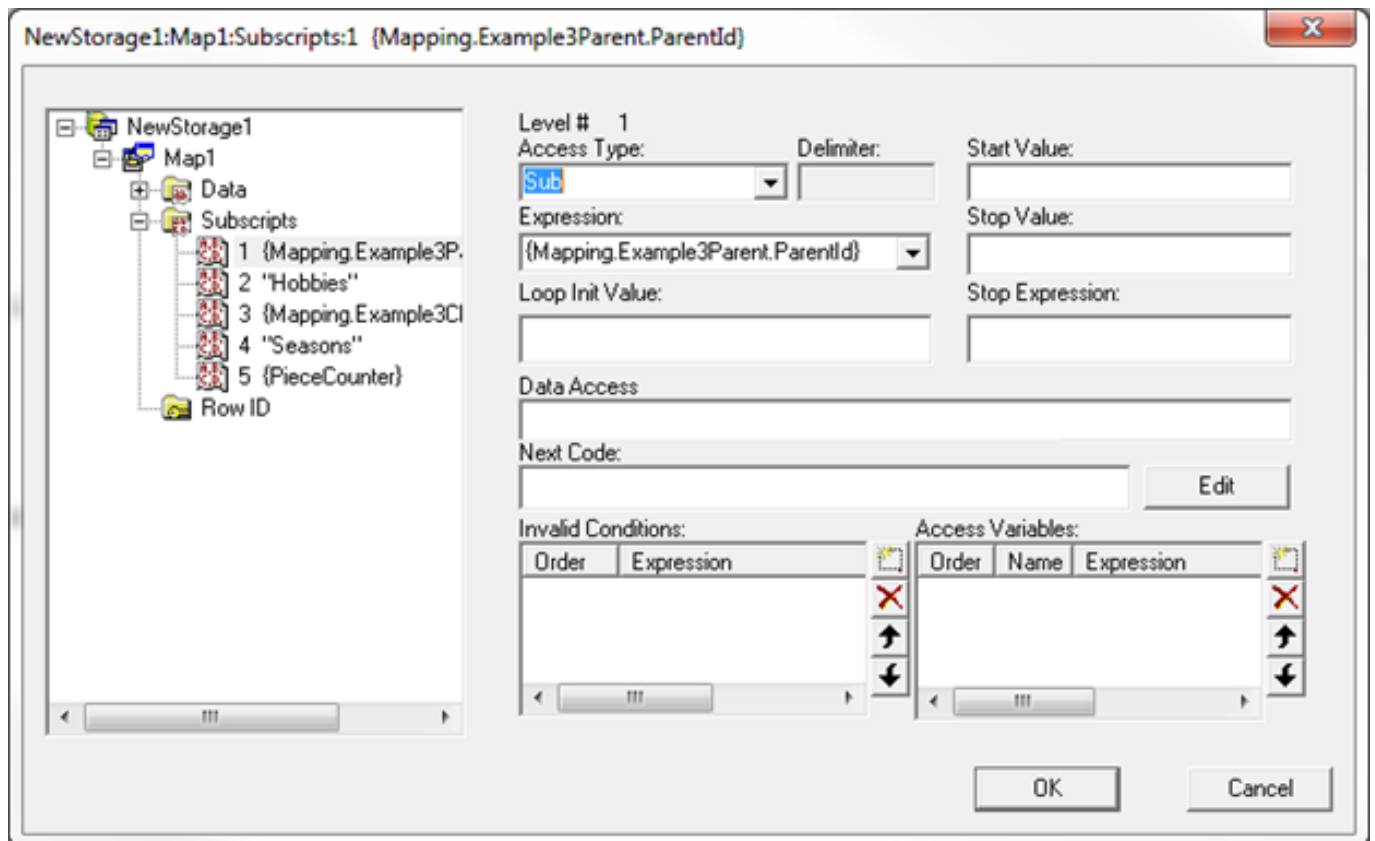 NewStorage1:Map1:Subscripts:1 {Mapping.Example3Parent.ParentId}
NewStorage1
Map1
Data
Subscripts
1 {Mapping.Example3P
2 "Hobbies"
3 {Mapping.Example3Cl
4 "Seasons"
5 {PieceCounter}
Row ID
Level # 1
Access Type: Delimiter: Start Value:
Sub
Expression: Stop Value:
{Mapping.Example3Parent.ParentId}
Loop Init Value: Stop Expression:
Data Access
Next Code:
Edit
Invalid Conditions: Access Variables:
Order Expression Order Name Expression
OK Cancel